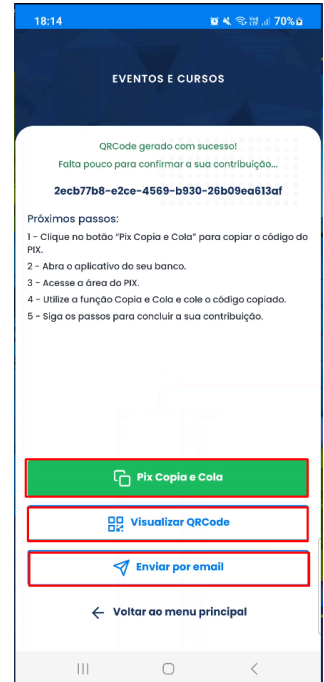 18:14 70%
EVENTOS E CURSOS
QRCode gerado com sucesso!
Falta pouco para confirmar a sua contribuição...
2ecb77b8-e2ce-4569-b930-26b09ea613af
Próximos passos:
1 - Clique no botão "Pix Copia e Cola" para copiar o código do
PIX.
2 - Abra o aplicativo do seu banco.
3 - Acesse a área do PIX.
4 - Utilize a função Copia e Cola e cole o código copiado.
5 - Siga os passos para concluir a sua contribuição.
Pix Copia e Cola
Visualizar QRCode
Enviar por email
Voltar ao menu principal